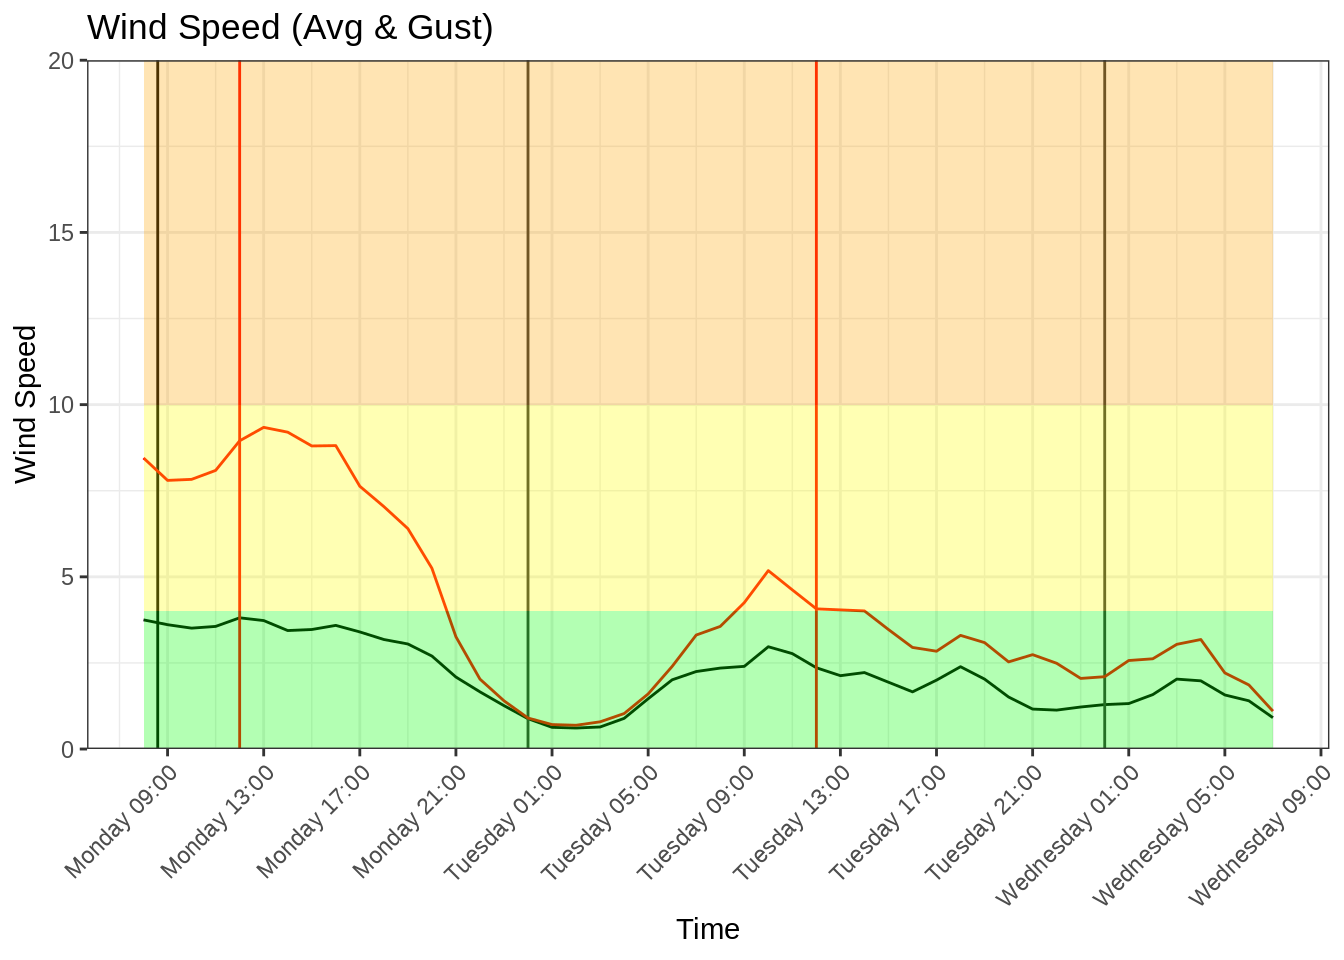 Wind Speed (Avg & Gust)
20
15
10
5
0
Wind Speed
Monday 09:00
Monday 13:00
Monday 17:00
Monday 21:00
Tuesday 01:00
Tuesday 05:00
Tuesday 09:00
Tuesday 13:00
Tuesday 17:00
Tuesday 21:00
Wednesday 01:00
Wednesday 05:00
Wednesday 09:00
Time